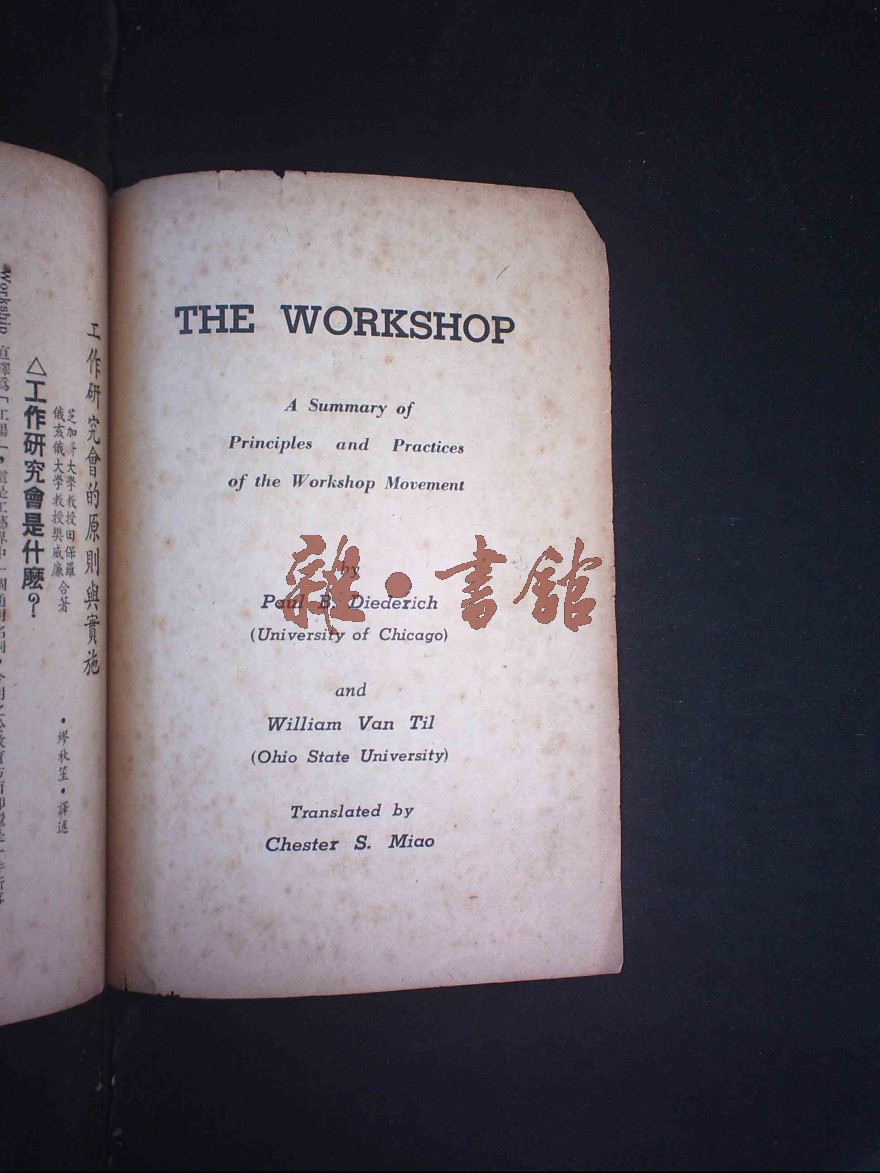 THE WORKSHOP
A Summary of
Principles and Practices
of the Workshop Movement
by
Paul B. Diederich
(University of Chicago)
and
William Van Til
(Ohio State University)
Translated by
Chester S. Miao
雜·書館
工作研究會的原則與實施
芝加哥大學教授田保羅
俄亥俄大學教授樊威廉 合著
•繆秋笙•譯述
△工作研究會是什麽?